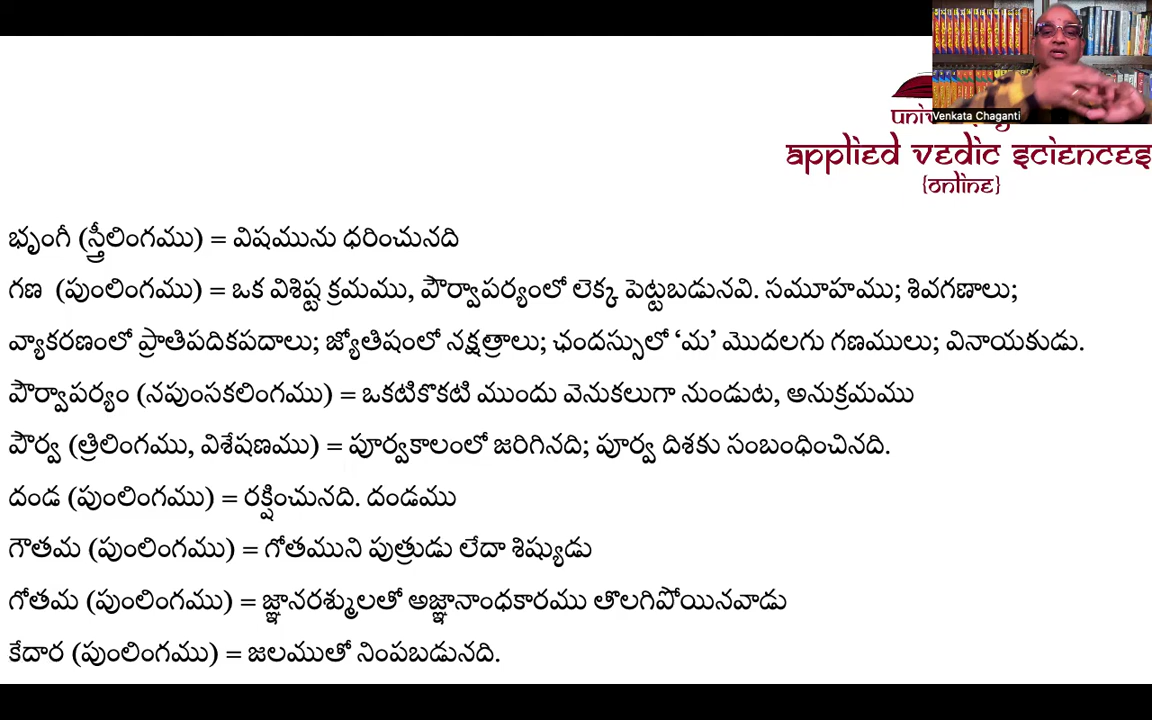 Venkata Chaganti
applied vedic sciences
{online}
భృంగీ (స్త్రీలింగము) = విషమును ధరించునది
గణ (పుంలింగము) = ఒక విశిష్ట క్రమము, పౌర్వాపర్యంలో లెక్క పెట్టబడునవి. సమూహము; శివగణాలు;
వ్యాకరణంలో ప్రాతిపదికపదాలు; జ్యోతిషంలో నక్షత్రాలు; ఛందస్సులో ‘మ’ మొదలగు గణములు; వినాయకుడు.
పౌర్వాపర్యం (నపుంసకలింగము) = ఒకటికొకటి ముందు వెనుకలుగా నుండుట, అనుక్రమము
పౌర్వ (త్రిలింగము, విశేషణము) = పూర్వకాలంలో జరిగినది; పూర్వ దిశకు సంబంధించినది.
దండ (పుంలింగము) = రక్షించునది. దండము
గౌతమ (పుంలింగము) = గోతముని పుత్రుడు లేదా శిష్యుడు
గోతమ (పుంలింగము) = జ్ఞానరశ్ములతో అజ్ఞానాంధకారము తొలగిపోయినవాడు
కేదార (పుంలింగము) = జలముతో నింపబడునది.